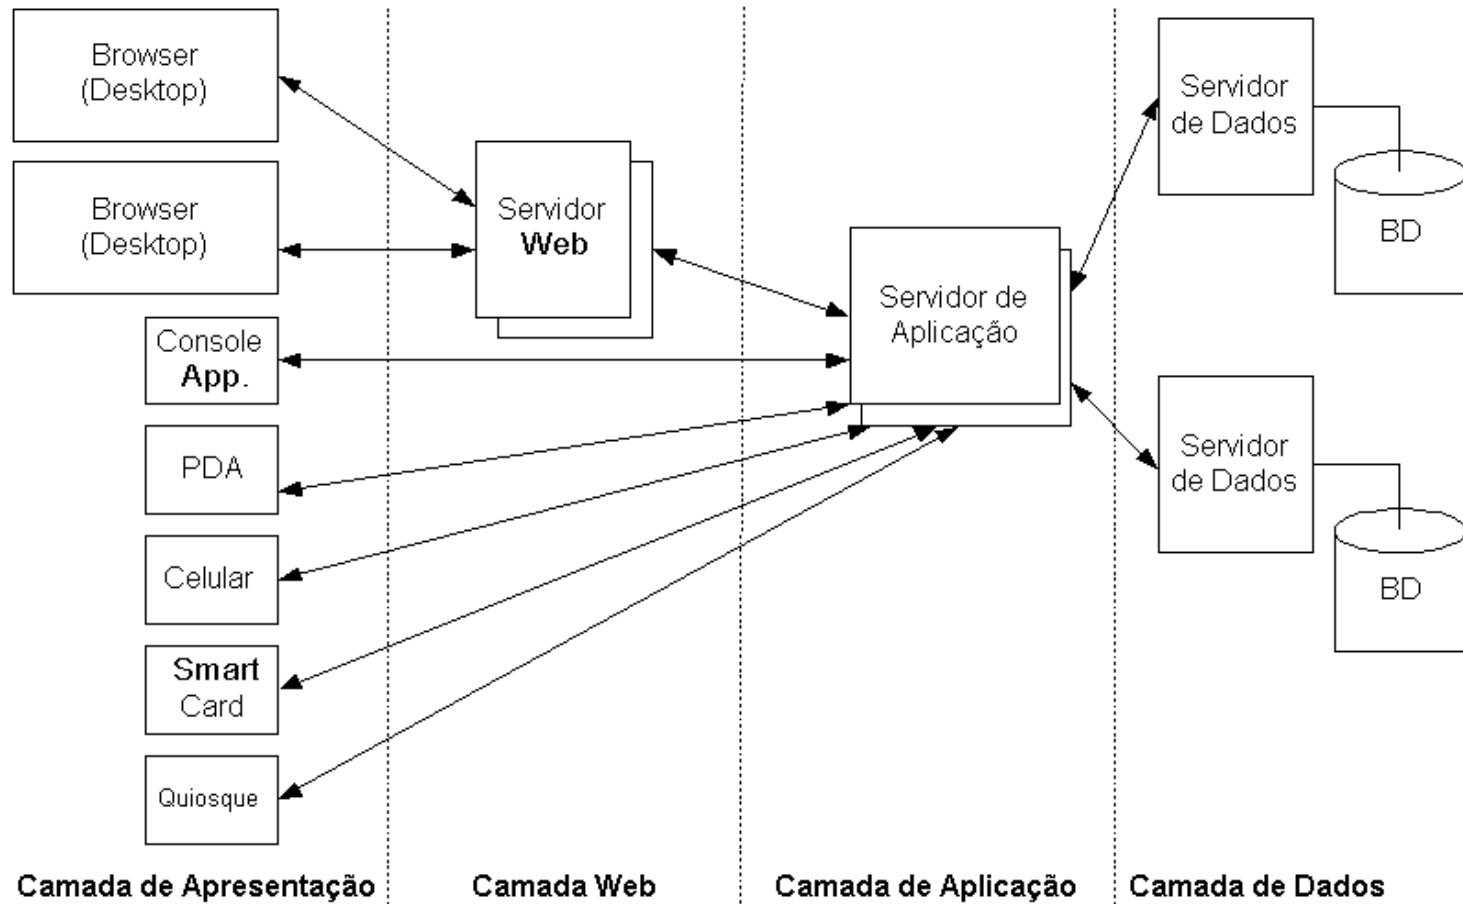 Browser
(Desktop)
Browser
(Desktop)
Console
App.
PDA
Celular
Smart
Card
Quiosque
Servidor
Web
Servidor de
Aplicação
Servidor
de Dados
BD
Servidor
de Dados
BD
Camada de Apresentação
Camada Web
Camada de Aplicação
Camada de Dados